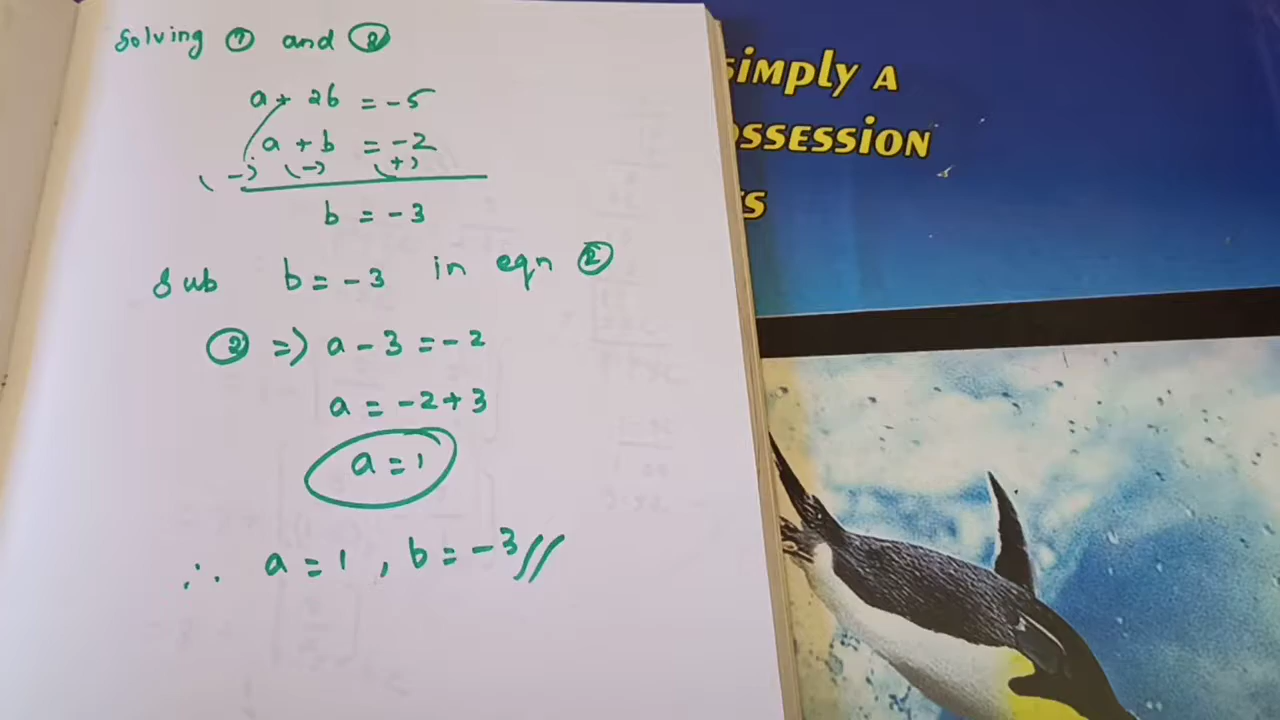 Solving ① and ②
a + 2b = -5
a + b = -2
(-) (-) (+)
b = -3
Sub b = -3 in eqn ②
② => a - 3 = -2
a = -2 + 3
a = 1
∴ a = 1, b = -3//
SIMPLY A
OSSESSION